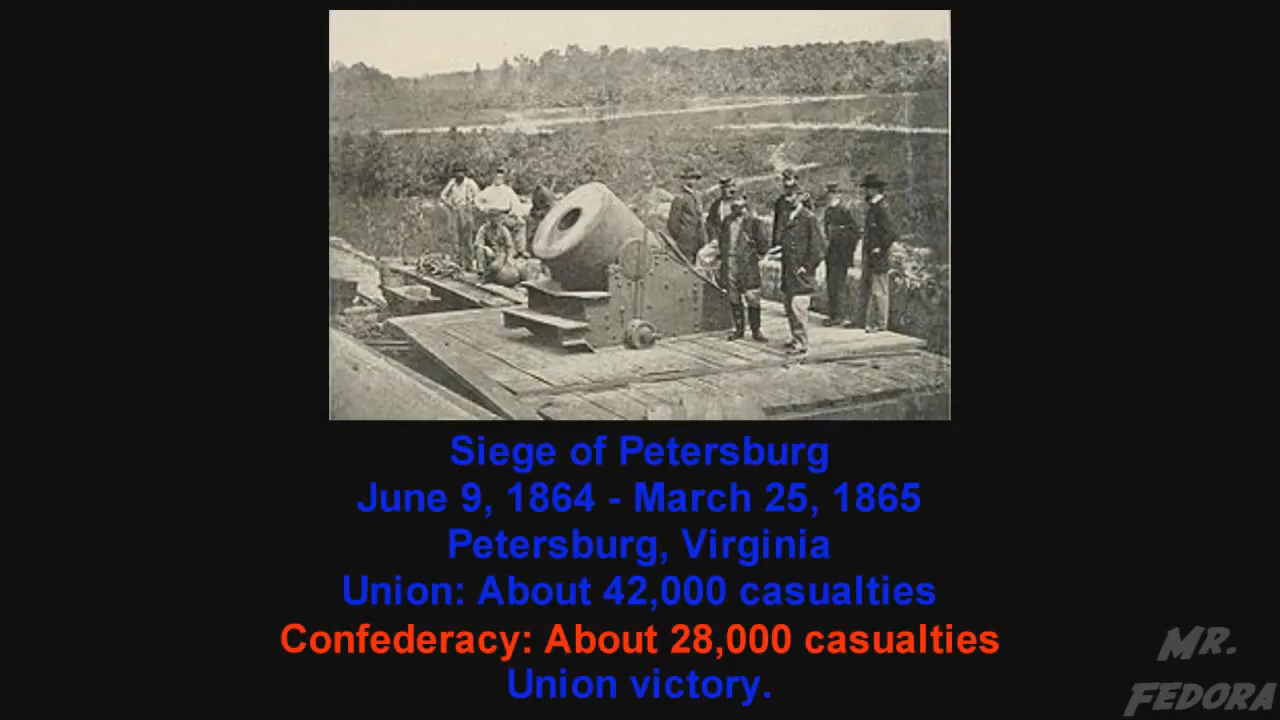 Siege of Petersburg
June 9, 1864 - March 25, 1865
Petersburg, Virginia
Union: About 42,000 casualties
Confederacy: About 28,000 casualties
Union victory.
MR.
FEDORA